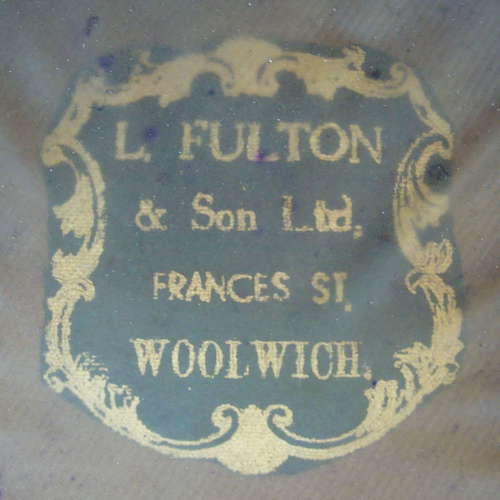 L. FULTON
& Son Ltd.
FRANCES ST.
WOOLWICH.